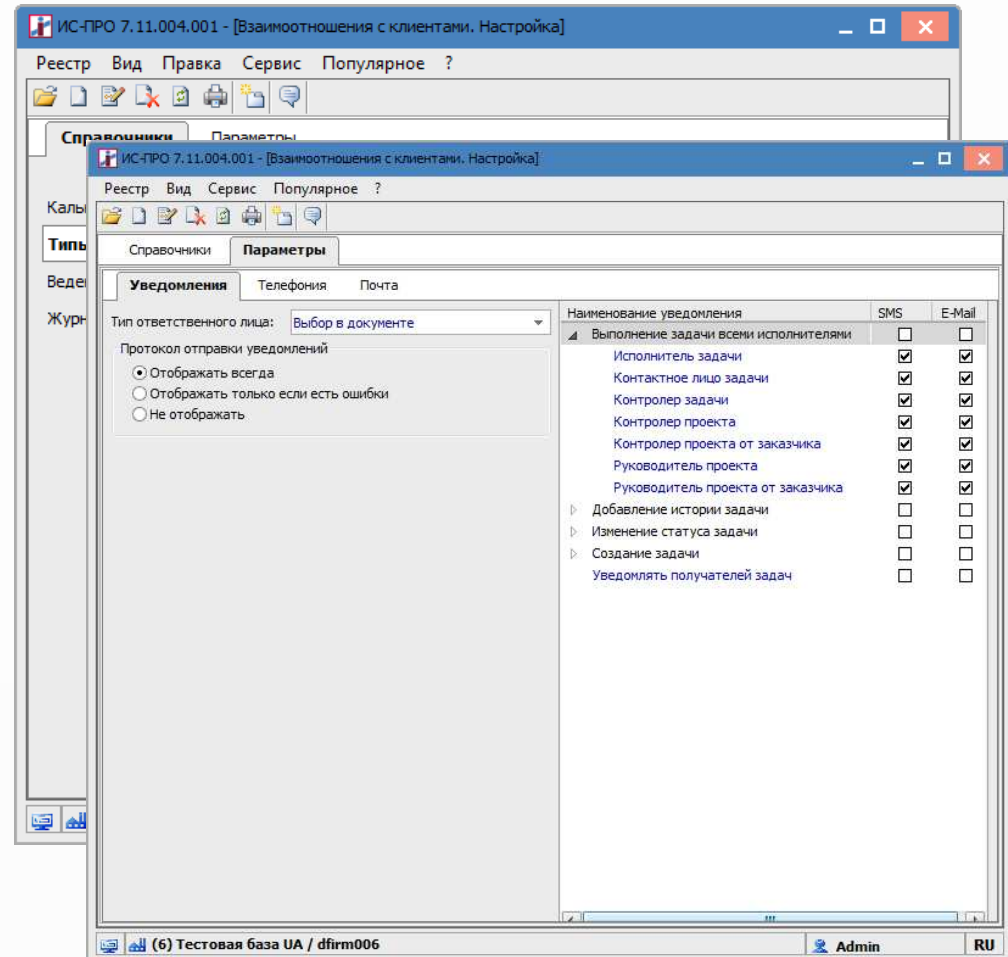 ИС-ПРО 7.11.004.001 - [Взаимоотношения с клиентами. Настройка]
Реестр Вид Правка Сервис Популярное ?
Справочники Параметры
ИС-ПРО 7.11.004.001 - [Взаимоотношения с клиентами. Настройка]
Реестр Вид Сервис Популярное ?
Справочники Параметры
Уведомления Телефония Почта
Тип ответственного лица: Выбор в документе
Протокол отправки уведомлений
Отображать всегда
Отображать только если есть ошибки
Не отображать
Наименование уведомления SMS E-Mail
Выполнение задачи всеми исполнителями
Исполнитель задачи
Контактное лицо задачи
Контролер задачи
Контролер проекта
Контролер проекта от заказчика
Руководитель проекта
Руководитель проекта от заказчика
Добавление истории задачи
Изменение статуса задачи
Создание задачи
Уведомлять получателей задач
(6) Тестовая база UA / dfirm006 Admin RU